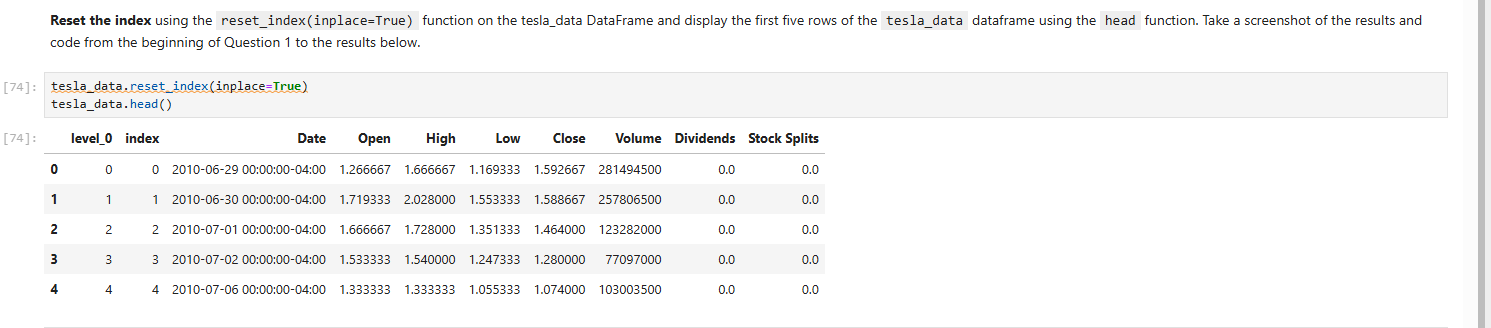 Reset the index using the reset_index(inplace=True) function on the tesla_data DataFrame and display the first five rows of the tesla_data dataframe using the head function. Take a screenshot of the results and
code from the beginning of Question 1 to the results below.
[74]: tesla_data.reset_index(inplace=True)
tesla_data.head()
[74]: level_0 index Date Open High Low Close Volume Dividends Stock Splits
0 0 0 2010-06-29 00:00:00-04:00 1.266667 1.666667 1.169333 1.592667 281494500 0.0 0.0
1 1 1 2010-06-30 00:00:00-04:00 1.719333 2.028000 1.553333 1.588667 257806500 0.0 0.0
2 2 2 2010-07-01 00:00:00-04:00 1.666667 1.728000 1.351333 1.464000 123282000 0.0 0.0
3 3 3 2010-07-02 00:00:00-04:00 1.533333 1.540000 1.247333 1.280000 77097000 0.0 0.0
4 4 4 2010-07-06 00:00:00-04:00 1.333333 1.333333 1.055333 1.074000 103003500 0.0 0.0